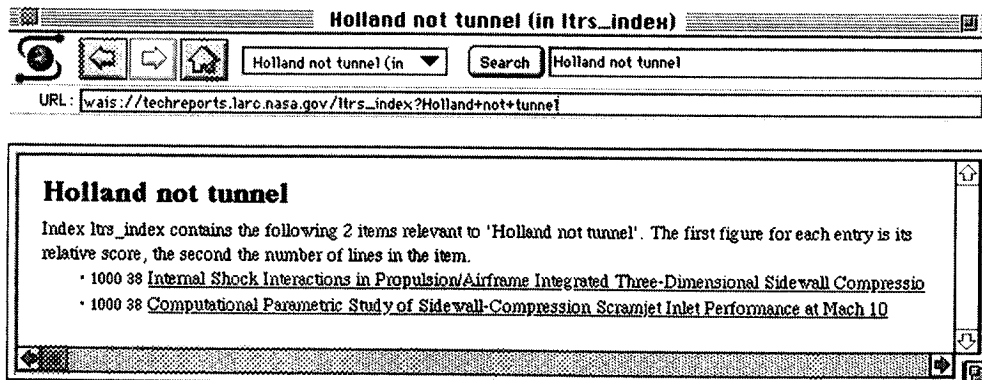 Holland not tunnel (in ltrs_index)
Holland not tunnel (in
Search
Holland not tunnel
URL: wais://techreports.larc.nasa.gov/ltrs_index?Holland+not+tunnel
Holland not tunnel
Index ltrs_index contains the following 2 items relevant to 'Holland not tunnel'. The first figure for each entry is its
relative score, the second the number of lines in the item.
• 1000 38 Internal Shock Interactions in Propulsion/Airframe Integrated Three-Dimensional Sidewall Compressio
• 1000 38 Computational Parametric Study of Sidewall-Compression Scramjet Inlet Performance at Mach 10